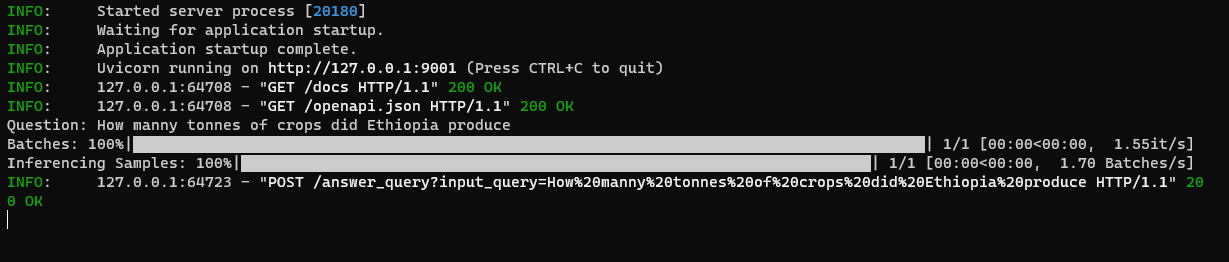 INFO:     Started server process [20180]
INFO:     Waiting for application startup.
INFO:     Application startup complete.
INFO:     Uvicorn running on http://127.0.0.1:9001 (Press CTRL+C to quit)
INFO:     127.0.0.1:64708 - "GET /docs HTTP/1.1" 200 OK
INFO:     127.0.0.1:64708 - "GET /openapi.json HTTP/1.1" 200 OK
Question: How manny tonnes of crops did Ethiopia produce
Batches: 100%| | 1/1 [00:00<00:00,  1.55it/s]
Inferencing Samples: 100%| | 1/1 [00:00<00:00,  1.70 Batches/s]
INFO:     127.0.0.1:64723 - "POST /answer_query?input_query=How%20manny%20tonnes%20of%20crops%20did%20Ethiopia%20produce HTTP/1.1" 20
0 OK